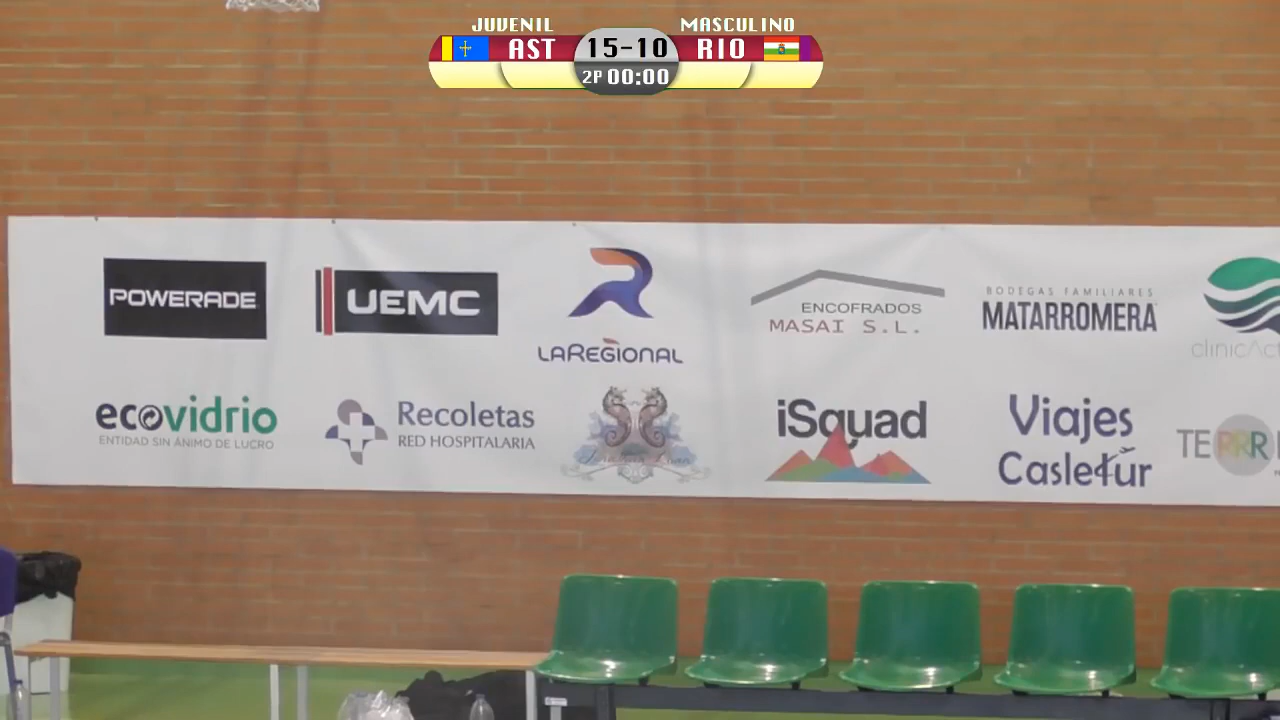 JUVENIL MASCULINO
AST 15-10 RIO
2P 00:00
POWERADE
UEMC
LAREGIONAL
ENCOFRADOS
MASAI S.L.
BODEGAS FAMILIARES
MATARROMERA
ecovidrio
ENTIDAD SIN ÁNIMO DE LUCRO
Recoletas
RED HOSPITALARIA
iSquad
Viajes
Casletur